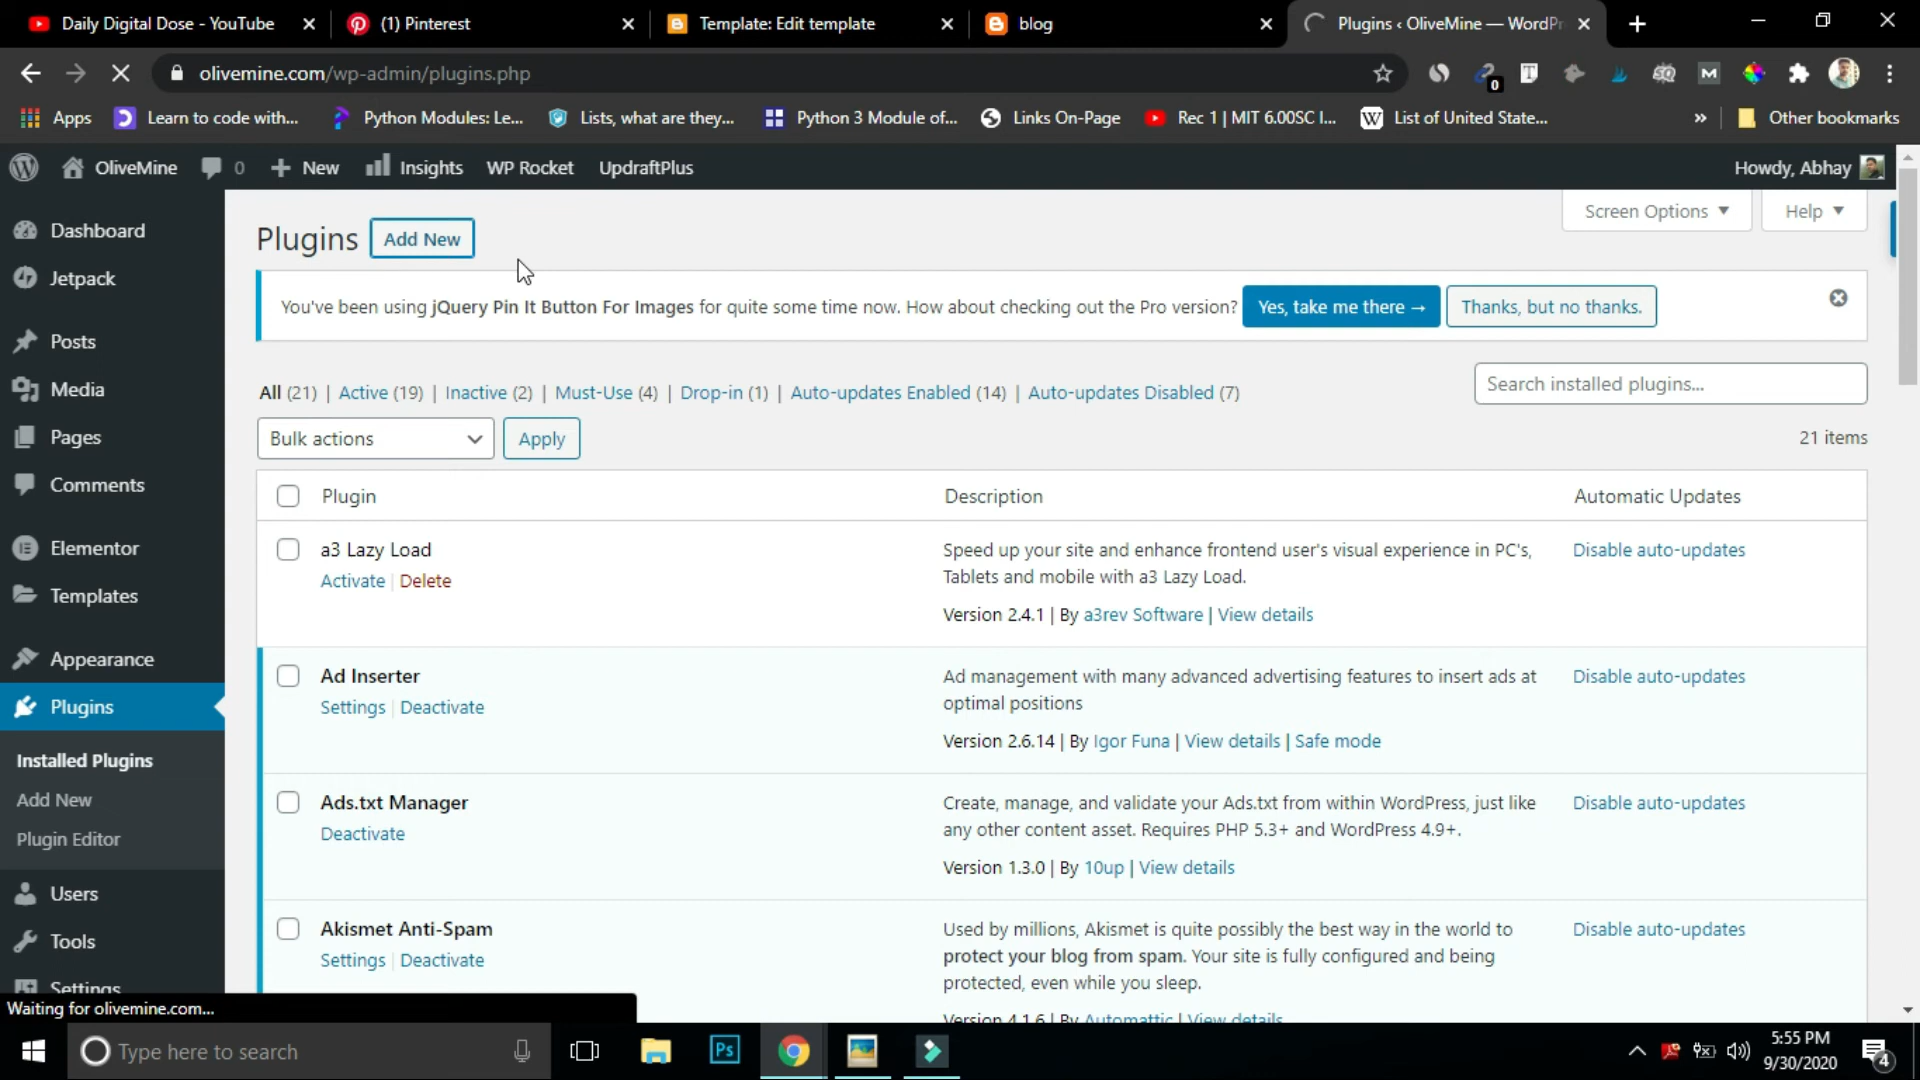 Daily Digital Dose - YouTube
(1) Pinterest
Template: Edit template
blog
Plugins ‹ OliveMine — WordPr
olivemine.com/wp-admin/plugins.php
0
Apps
Learn to code with...
Python Modules: Le...
Lists, what are they,...
Python 3 Module of...
Links On-Page
Rec 1 | MIT 6.00SC I...
List of United State...
»
Other bookmarks
OliveMine
0
New
Insights
WP Rocket
UpdraftPlus
Howdy, Abhay
Dashboard
Jetpack
Posts
Media
Pages
Comments
Elementor
Templates
Appearance
Plugins
Installed Plugins
Add New
Plugin Editor
Users
Tools
Settings
Screen Options
Help
Plugins
Add New
You've been using jQuery Pin It Button For Images for quite some time now. How about checking out the Pro version?
Yes, take me there →
Thanks, but no thanks.
All (21) | Active (19) | Inactive (2) | Must-Use (4) | Drop-in (1) | Auto-updates Enabled (14) | Auto-updates Disabled (7)
Search installed plugins...
Bulk actions
Apply
21 items
Plugin
Description
Automatic Updates
a3 Lazy Load
Activate | Delete
Speed up your site and enhance frontend user's visual experience in PC's,
Tablets and mobile with a3 Lazy Load.
Version 2.4.1 | By a3rev Software | View details
Disable auto-updates
Ad Inserter
Settings | Deactivate
Ad management with many advanced advertising features to insert ads at
optimal positions
Version 2.6.14 | By Igor Funa | View details | Safe mode
Disable auto-updates
Ads.txt Manager
Deactivate
Create, manage, and validate your Ads.txt from within WordPress, just like
any other content asset. Requires PHP 5.3+ and WordPress 4.9+.
Version 1.3.0 | By 10up | View details
Disable auto-updates
Akismet Anti-Spam
Settings | Deactivate
Used by millions, Akismet is quite possibly the best way in the world to
protect your blog from spam. Your site is fully configured and being
protected, even while you sleep.
Version 4.1.6 | By Automattic | View details
Disable auto-updates
Waiting for olivemine.com...
Type here to search
Ps
5:55 PM
9/30/2020
4